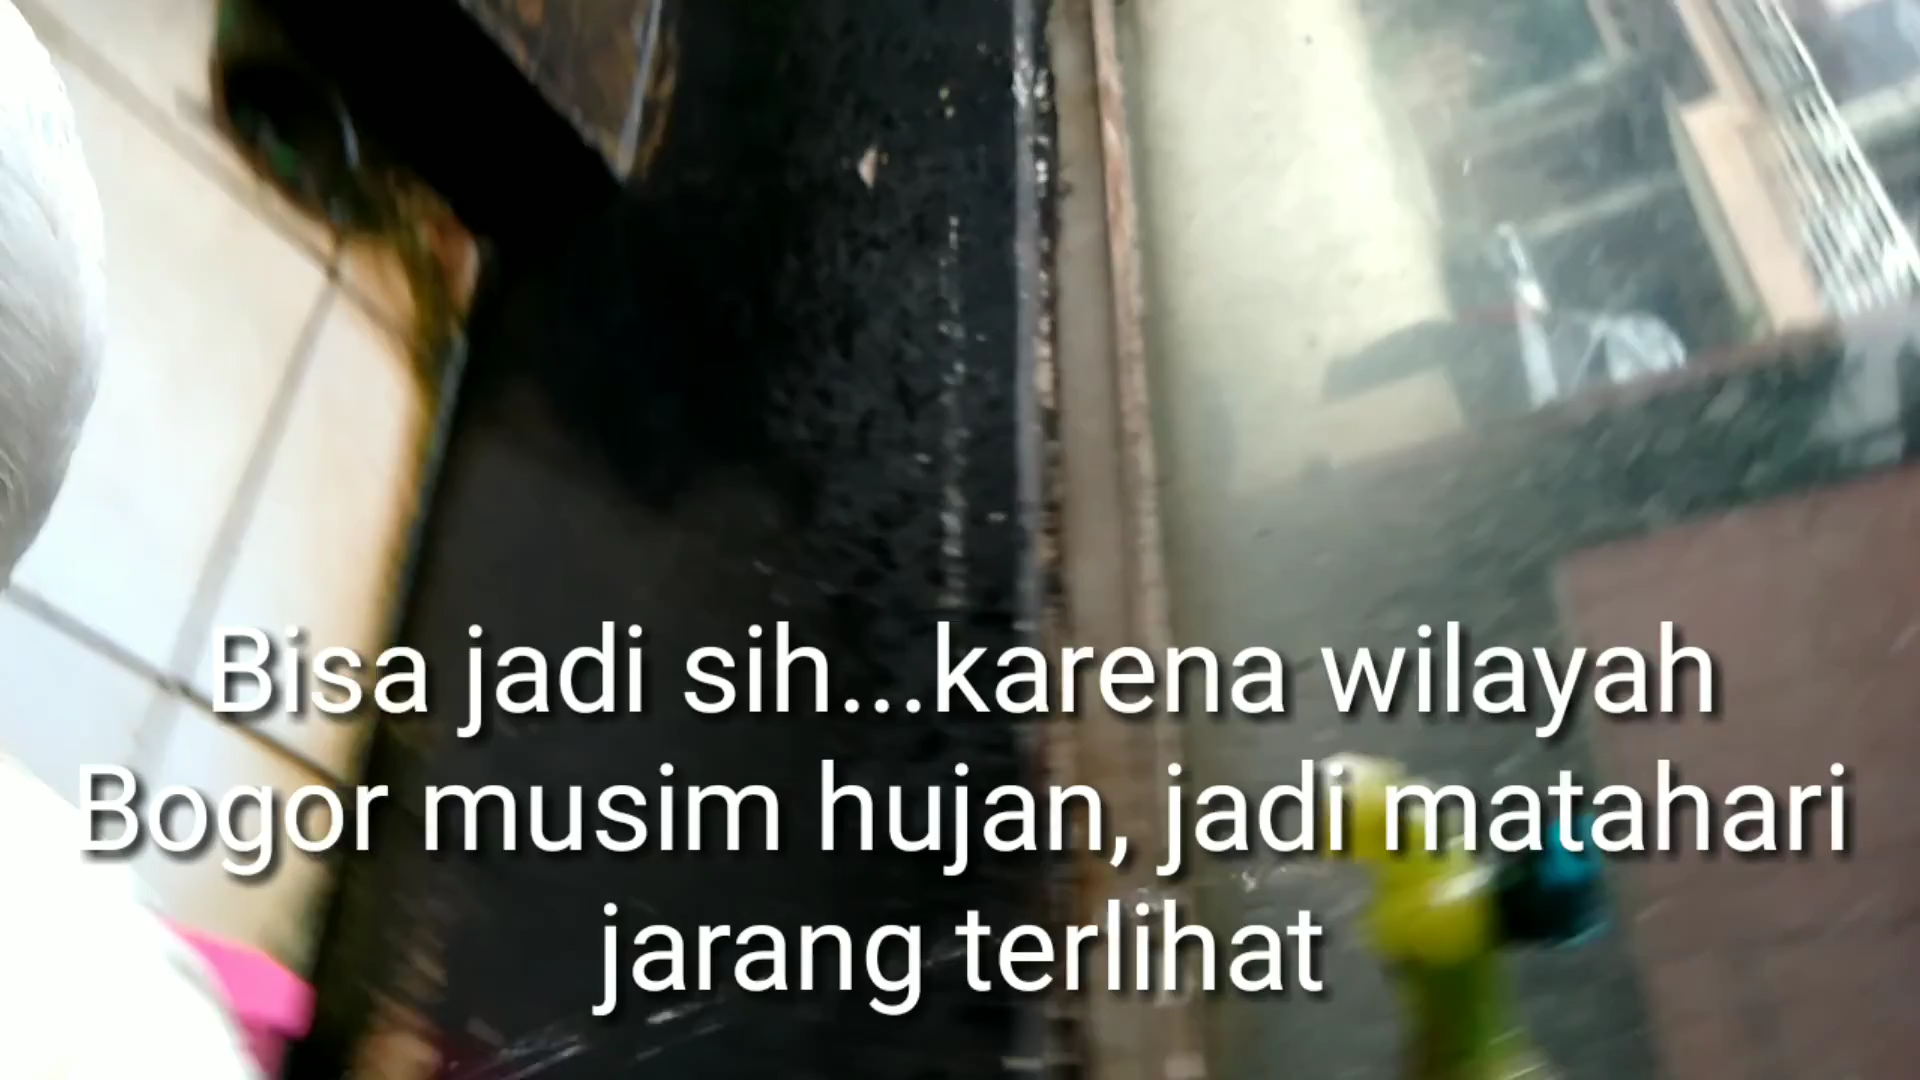 Bisa jadi sih...karena wilayah
Bogor musim hujan, jadi matahari
jarang terlihat